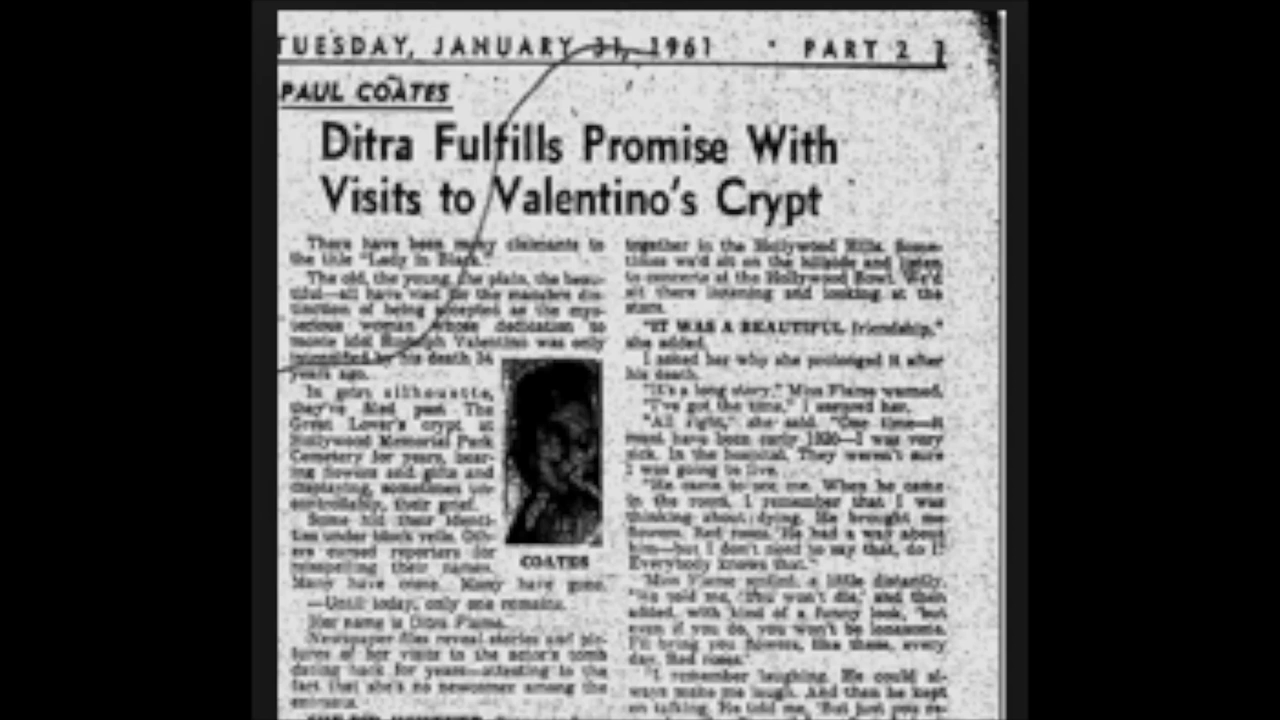 TUESDAY, JANUARY 31, 1961 PART 2
PAUL COATES
Ditra Fulfills Promise With
Visits to Valentino's Crypt
There have been many claimants to
the title "Lady in Black."
The old, the young, the plain, the beau-
tiful—all have vied for the macabre dis-
tinction of being accepted as the mys-
terious woman whose dedication to
movie idol Rudolph Valentino was only
intensified by his death 34
years ago.
In grim silhouette,
they've filed past The
Great Lover's crypt at
Hollywood Memorial Park
Cemetery for years, bear-
ing flowers and gifts and
displaying, sometimes un-
controllably, their grief.
Some hid their identi-
ties under black veils. Oth-
ers cursed reporters for
misspelling their names.
Many have come. Many have gone.
—Until today, only one remains.
Her name is Ditra Flame.
Newspaper files reveal stories and pic-
tures of her visits to the actor's tomb
dating back for years—attesting to the
fact that she's no newcomer among the
entrants.
COATES
together in the Hollywood Hills. Some-
times we'd sit on the hillside and listen
to concerts at the Hollywood Bowl. We'd
sit there listening and looking at the
stars.
"IT WAS A BEAUTIFUL friendship,"
she added.
I asked her why she prolonged it after
his death.
"It's a long story," Miss Flame warned.
"I've got the time," I assured her.
"All right," she said. "One time—it
must have been early 1920—I was very
sick. In the hospital. They weren't sure
I was going to live.
"He came to see me. When he came
in the room, I remember that I was
thinking about dying. He brought me
flowers. Red roses. He had a way about
him—but I don't need to say that, do I?
Everybody knows that."
Miss Flame smiled, a little distantly.
"He told me, 'You won't die,' and then
added, with kind of a funny look, 'but
even if you do, you won't be lonesome.
I'll bring you flowers, like these, every
day. Red roses.'
"I remember laughing. He could al-
ways make me laugh. And then he kept
on talking. He told me, 'But just you re-